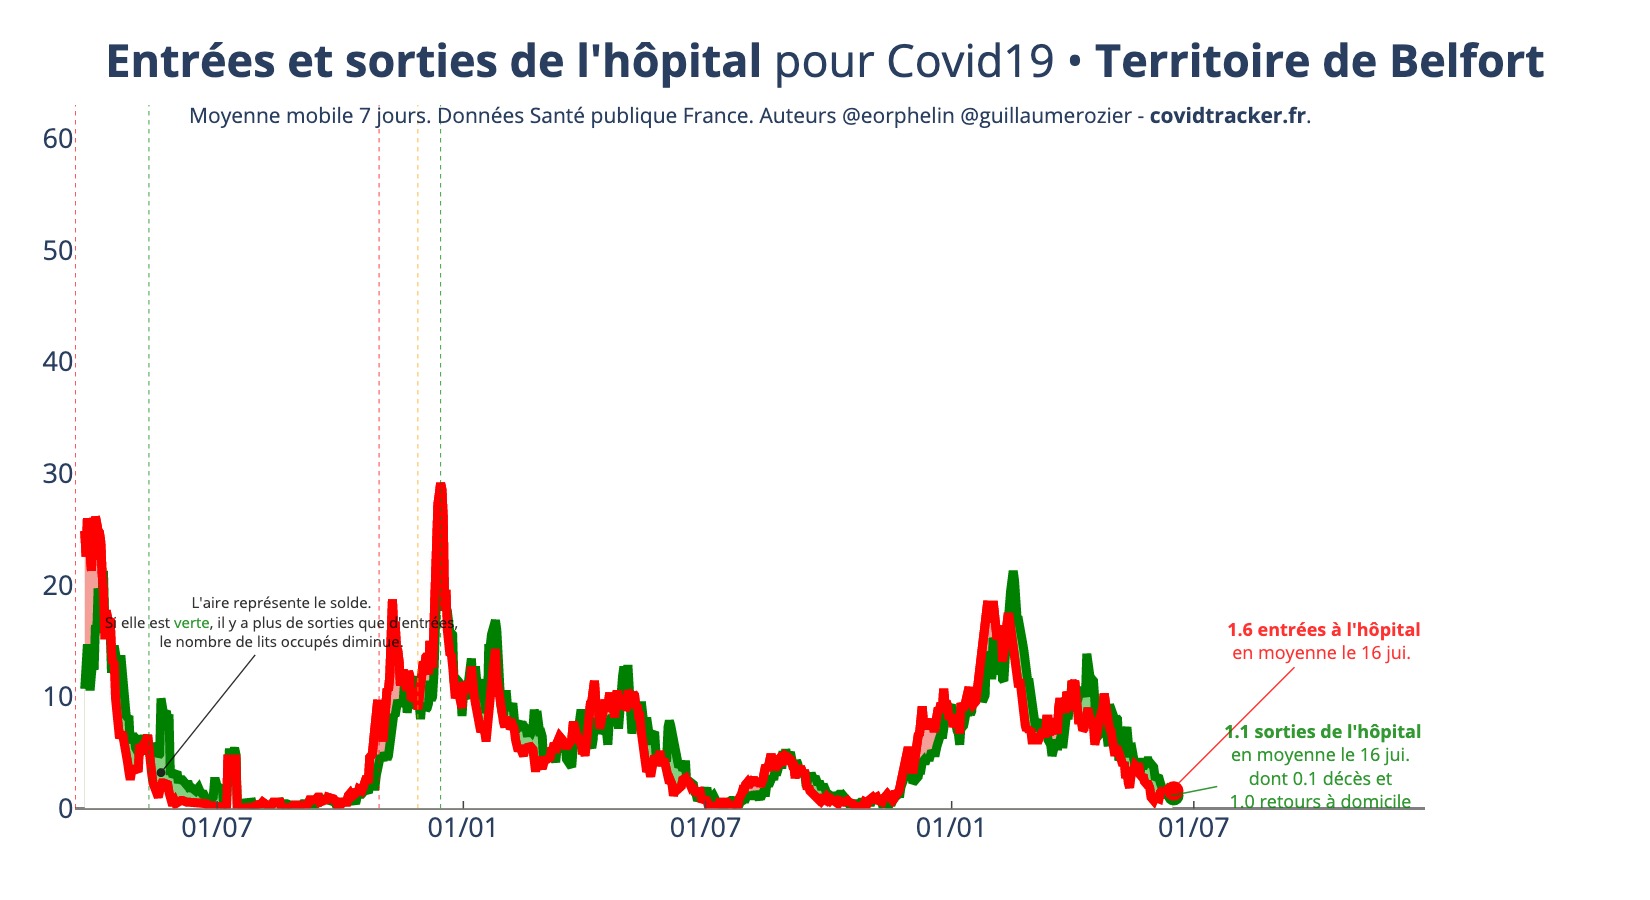 Entrées et sorties de l'hôpital pour Covid19 • Territoire de Belfort
Moyenne mobile 7 jours. Données Santé publique France. Auteurs @eorphelin @guillaumerozier - covidtracker.fr.
60
50
40
30
20
10
0
L'aire représente le solde.
Si elle est verte, il y a plus de sorties que d'entrées,
le nombre de lits occupés diminue.
1.6 entrées à l'hôpital
en moyenne le 16 jui.
1.1 sorties de l'hôpital
en moyenne le 16 jui.
dont 0.1 décès et
1.0 retours à domicile
01/07
01/01
01/07
01/01
01/07